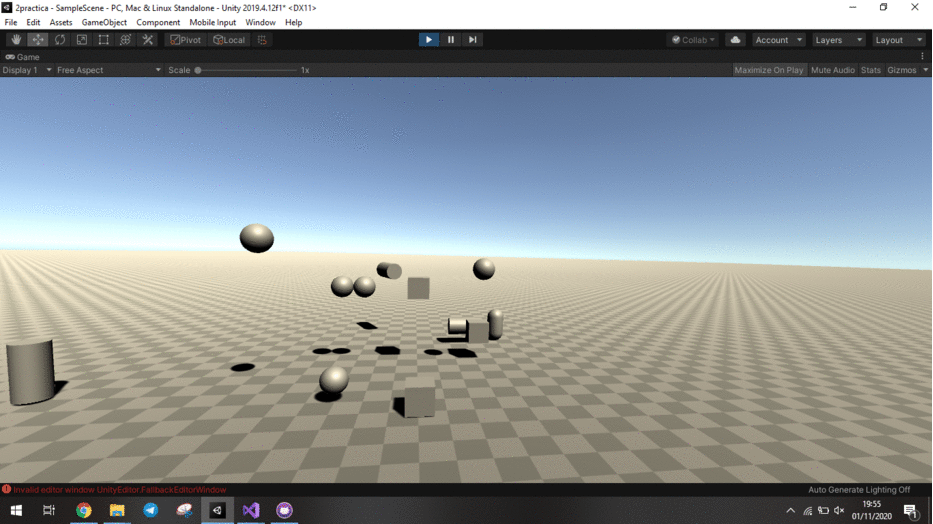 2practica - SampleScene - PC, Mac & Linux Standalone - Unity 2019.4.12f1* <DX11>
File Edit Assets GameObject Component Mobile Input Window Help
Pivot Local Collab Account Layers Layout
Game
Display 1 Free Aspect Scale 1x Maximize On Play Mute Audio Stats Gizmos
Invalid editor window UnityEditor.FallbackEditorWindow Auto Generate Lighting Off
19:55
01/11/2020
1